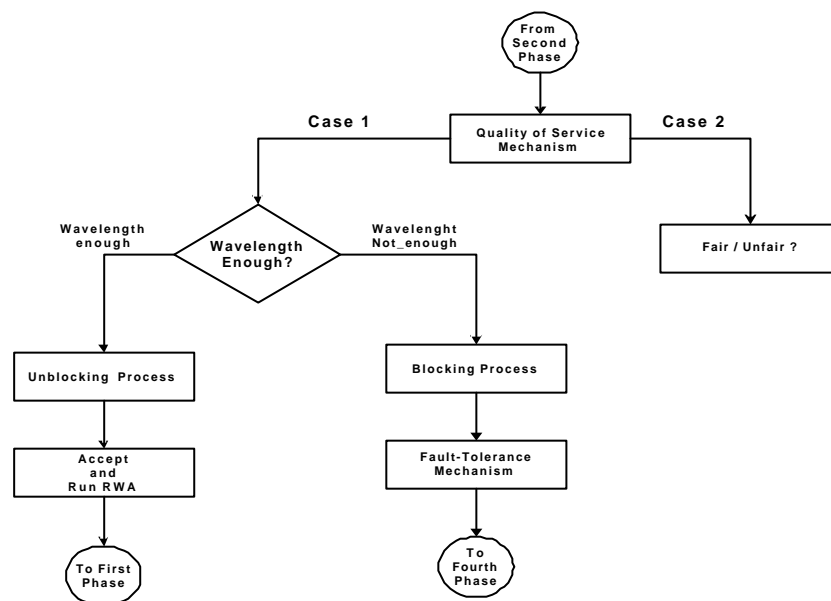 From
Second
Phase
Case 1
Quality of Service
Mechanism
Case 2
Wavelength
enough
Wavelength
Enough?
Wavelenght
Not_enough
Fair / Unfair ?
Unblocking Process
Blocking Process
Accept
and
Run RWA
Fault-Tolerance
Mechanism
To First
Phase
To
Fourth
Phase